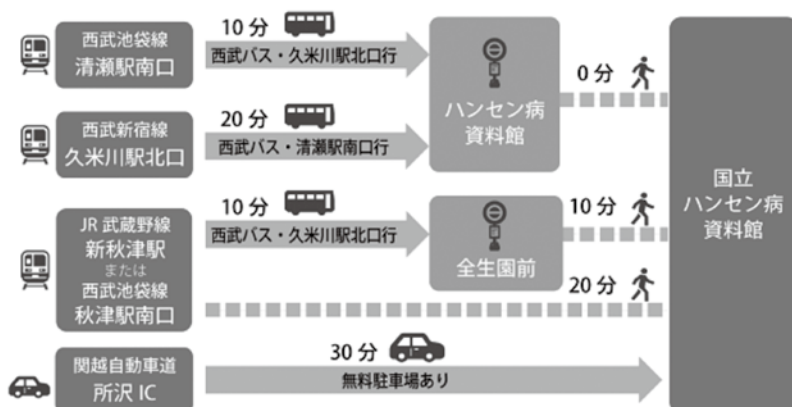 西武池袋線
清瀬駅南口
10分
西武バス・久米川駅北口行
西武新宿線
久米川駅北口
20分
西武バス・清瀬駅南口行
ハンセン病
資料館
0分
JR武蔵野線
新秋津駅
または
西武池袋線
秋津駅南口
10分
西武バス・久米川駅北口行
全生園前
10分
20分
関越自動車道
所沢IC
30分
無料駐車場あり
国立
ハンセン病
資料館